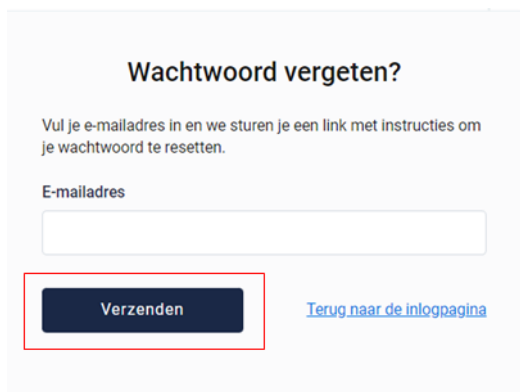 Wachtwoord vergeten?
Vul je e-mailadres in en we sturen je een link met instructies om
je wachtwoord te resetten.
E-mailadres
Verzenden
Terug naar de inlogpagina